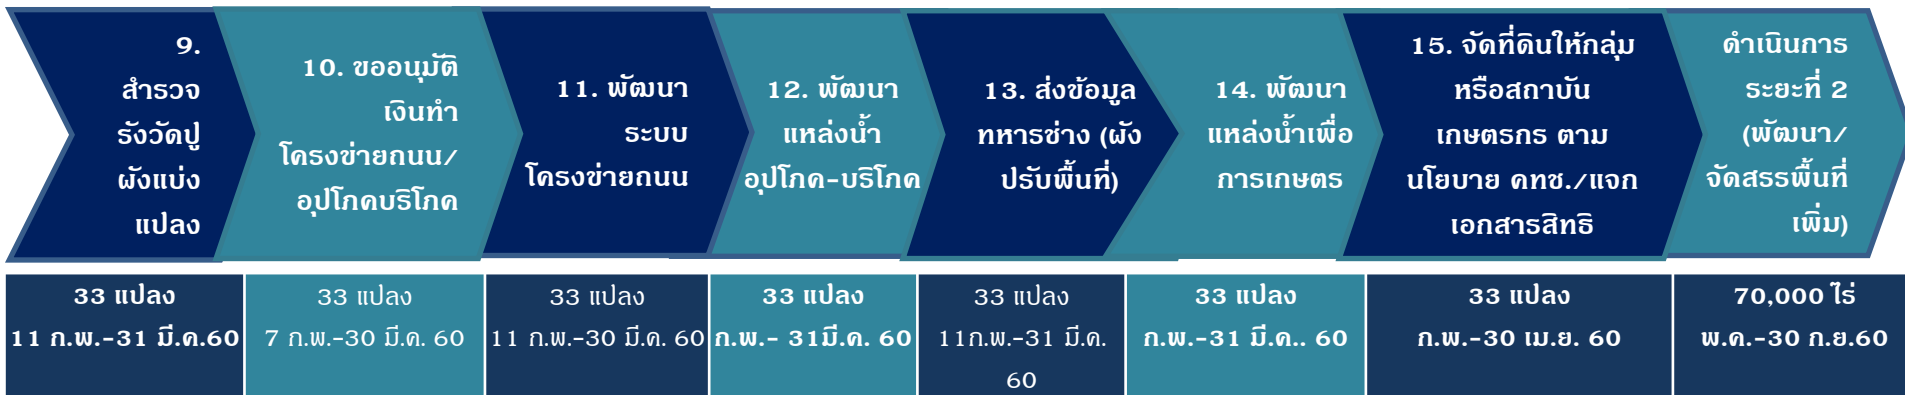 9.
สำรวจ
รังวัดปู
ผังแบ่ง
แปลง
10. ขออนุมัติ
เงินทำ
โครงข่ายถนน/
อุปโภคบริโภค
11. พัฒนา
ระบบ
โครงข่ายถนน
12. พัฒนา
แหล่งน้ำ
อุปโภค-บริโภค
13. ส่งข้อมูล
ทหารช่าง (ผัง
ปรับพื้นที่)
14. พัฒนา
แหล่งน้ำเพื่อ
การเกษตร
15. จัดที่ดินให้กลุ่ม
หรือสถาบัน
เกษตรกร ตาม
นโยบาย คทช./แจก
เอกสารสิทธิ
ดำเนินการ
ระยะที่ 2
(พัฒนา/
จัดสรรพื้นที่
เพิ่ม)
33 แปลง
11 ก.พ.-31 มี.ค.60
33 แปลง
7 ก.พ.-30 มี.ค. 60
33 แปลง
11 ก.พ.-30 มี.ค. 60
33 แปลง
ก.พ.- 31มี.ค. 60
33 แปลง
11ก.พ.-31 มี.ค.
60
33 แปลง
ก.พ.-31 มี.ค.. 60
33 แปลง
ก.พ.-30 เม.ย. 60
70,000 ไร่
พ.ค.-30 ก.ย.60